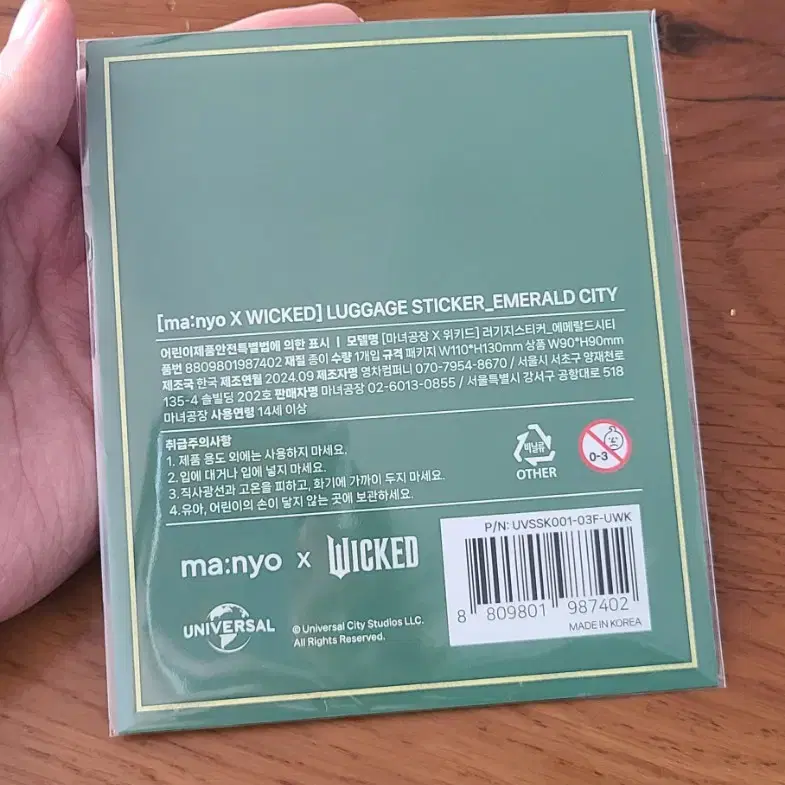 [ma:nyo X WICKED] LUGGAGE STICKER_EMERALD CITY
어린이제품안전특별법에 의한 표시 | 모델명 [마녀공장 X 위키드] 러기지스티커_에메랄드시티
품번 8809801987402 재질 종이 수량 1개입 규격 패키지 W110*H130mm 상품 W90*H90mm
제조국 한국 제조연월 2024.09 제조자명 영차컴퍼니 070-7954-8670 / 서울시 서초구 양재천로
135-4 솔빌딩 202호 판매자명 마녀공장 02-6013-0855 / 서울특별시 강서구 공항대로 518
마녀공장 사용연령 14세 이상
취급주의사항
1. 제품 용도 외에는 사용하지 마세요.
2. 입에 대거나 입에 넣지 마세요.
3. 직사광선과 고온을 피하고, 화기에 가까이 두지 마세요.
4. 유아, 어린이의 손이 닿지 않는 곳에 보관하세요.
비닐류
OTHER
0-3
ma:nyo x WICKED
UNIVERSAL
© Universal City Studios LLC.
All Rights Reserved.
P/N: UVSSK001-03F-UWK
8 809801 987402
MADE IN KOREA